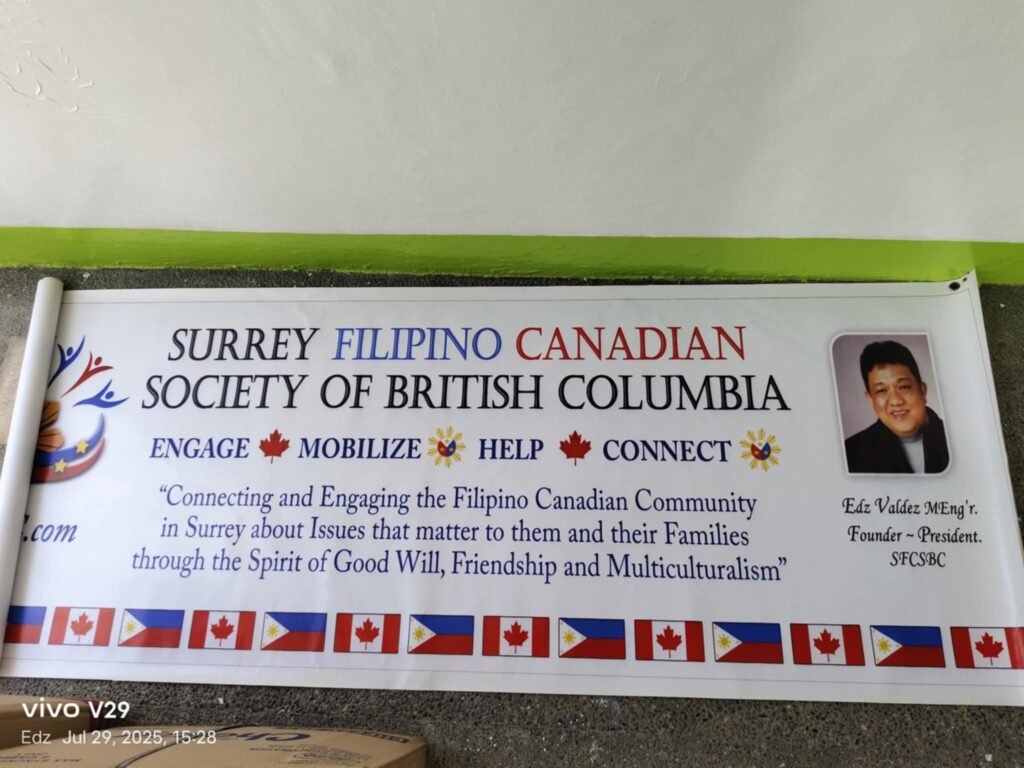 SURREY FILIPINO CANADIAN
SOCIETY OF BRITISH COLUMBIA
ENGAGE MOBILIZE HELP CONNECT
"Connecting and Engaging the Filipino Canadian Community
in Surrey about Issues that matter to them and their Families
through the Spirit of Good Will, Friendship and Multiculturalism"
.com
Edz Valdez MEng'r.
Founder ~ President.
SFCSBC
vivo V29
Edz Jul 29, 2025, 15:28